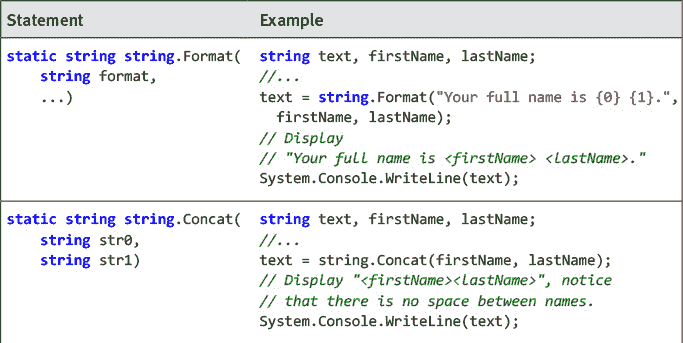 Statement Example
static string string.Format(
    string format,
    ...)
string text, firstName, lastName;
//...
text = string.Format("Your full name is {0} {1}.",
  firstName, lastName);
// Display
// "Your full name is <firstName> <lastName>."
System.Console.WriteLine(text);
static string string.Concat(
    string str0,
    string str1)
string text, firstName, lastName;
//...
text = string.Concat(firstName, lastName);
// Display "<firstName><lastName>", notice
// that there is no space between names.
System.Console.WriteLine(text);